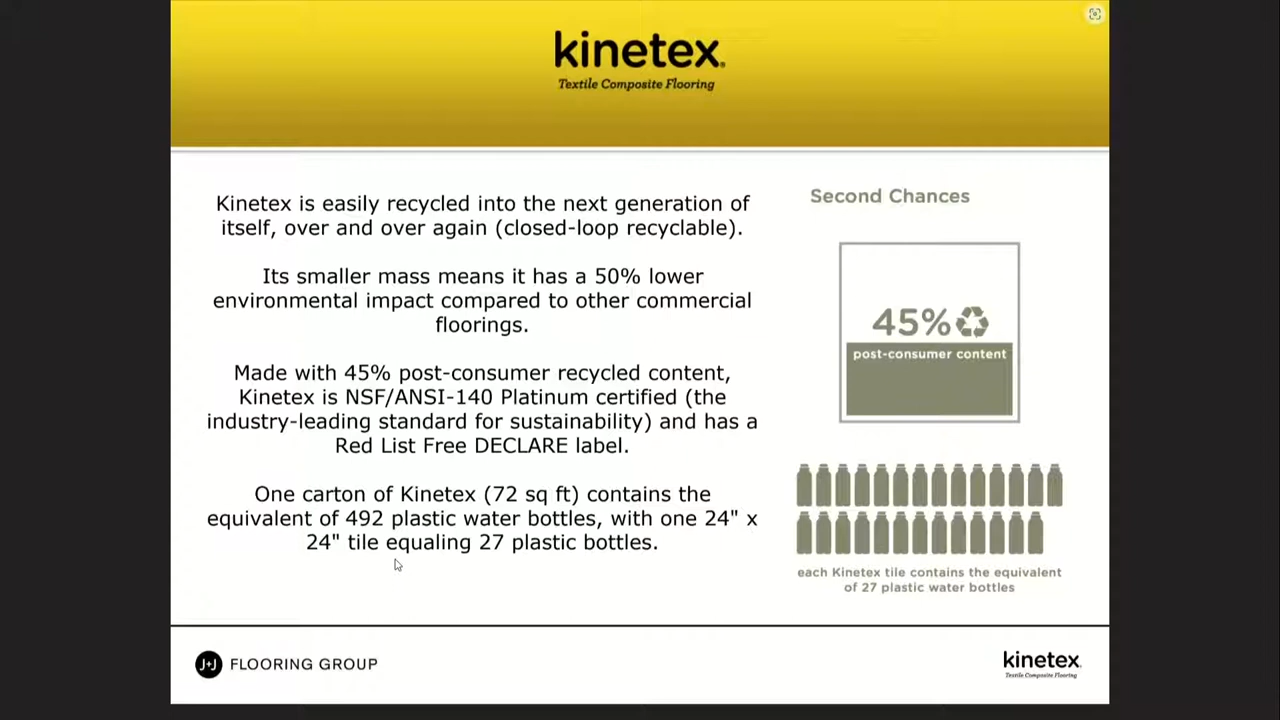 kinetex®
Textile Composite Flooring
Kinetex is easily recycled into the next generation of
itself, over and over again (closed-loop recyclable).
Its smaller mass means it has a 50% lower
environmental impact compared to other commercial
floorings.
Made with 45% post-consumer recycled content,
Kinetex is NSF/ANSI-140 Platinum certified (the
industry-leading standard for sustainability) and has a
Red List Free DECLARE label.
One carton of Kinetex (72 sq ft) contains the
equivalent of 492 plastic water bottles, with one 24" x
24" tile equaling 27 plastic bottles.
Second Chances
45%
post-consumer content
each Kinetex tile contains the equivalent
of 27 plastic water bottles
J+J FLOORING GROUP
kinetex®
Textile Composite Flooring